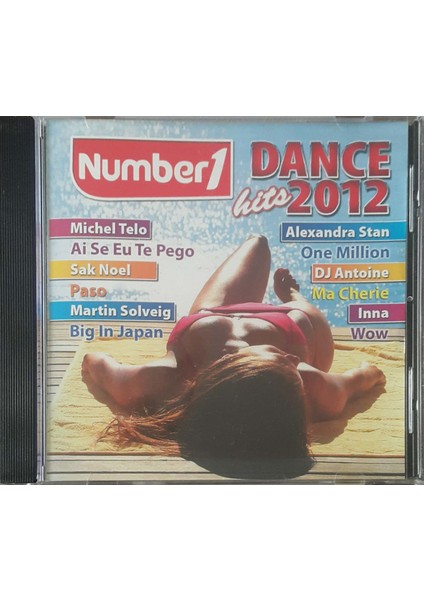 Number1
DANCE
hits 2012
Michel Telo
Ai Se Eu Te Pego
Sak Noel
Paso
Martin Solveig
Big In Japan
Alexandra Stan
One Million
DJ Antoine
Ma Cherie
Inna
Wow